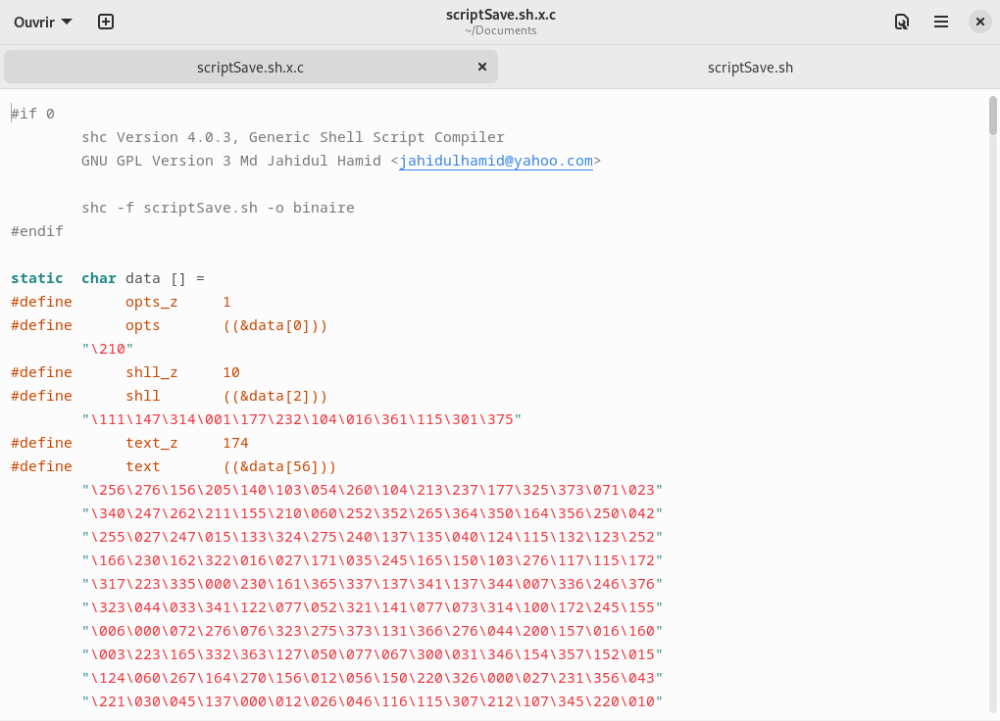 Ouvrir
scriptSave.sh.x.c
~/Documents
scriptSave.sh.x.c
scriptSave.sh
#if 0
shc Version 4.0.3, Generic Shell Script Compiler
GNU GPL Version 3 Md Jahidul Hamid <jahidulhamid@yahoo.com>
shc -f scriptSave.sh -o binaire
#endif
static  char data [] =
#define      opts_z     1
#define      opts       ((&data[0]))
"\210"
#define      shll_z     10
#define      shll       ((&data[2]))
"\111\147\314\001\177\232\104\016\361\115\301\375"
#define      text_z     174
#define      text       ((&data[56]))
"\256\276\156\205\140\103\054\260\104\213\237\177\325\373\071\023"
"\340\247\262\211\155\210\060\252\352\265\364\350\164\356\250\042"
"\255\027\247\015\133\324\275\240\137\135\040\124\115\132\123\252"
"\166\230\162\322\016\027\171\035\245\165\150\103\276\117\115\172"
"\317\223\335\000\230\161\365\337\137\341\137\344\007\336\246\376"
"\323\044\033\341\122\077\052\321\141\077\073\314\100\172\245\155"
"\006\000\072\276\076\323\275\373\131\366\276\044\200\157\016\160"
"\003\223\165\332\363\127\050\077\067\300\031\346\154\357\152\015"
"\124\060\267\164\270\156\012\056\150\220\326\000\027\231\356\043"
"\221\030\045\137\000\012\026\046\116\115\307\212\107\345\220\010"